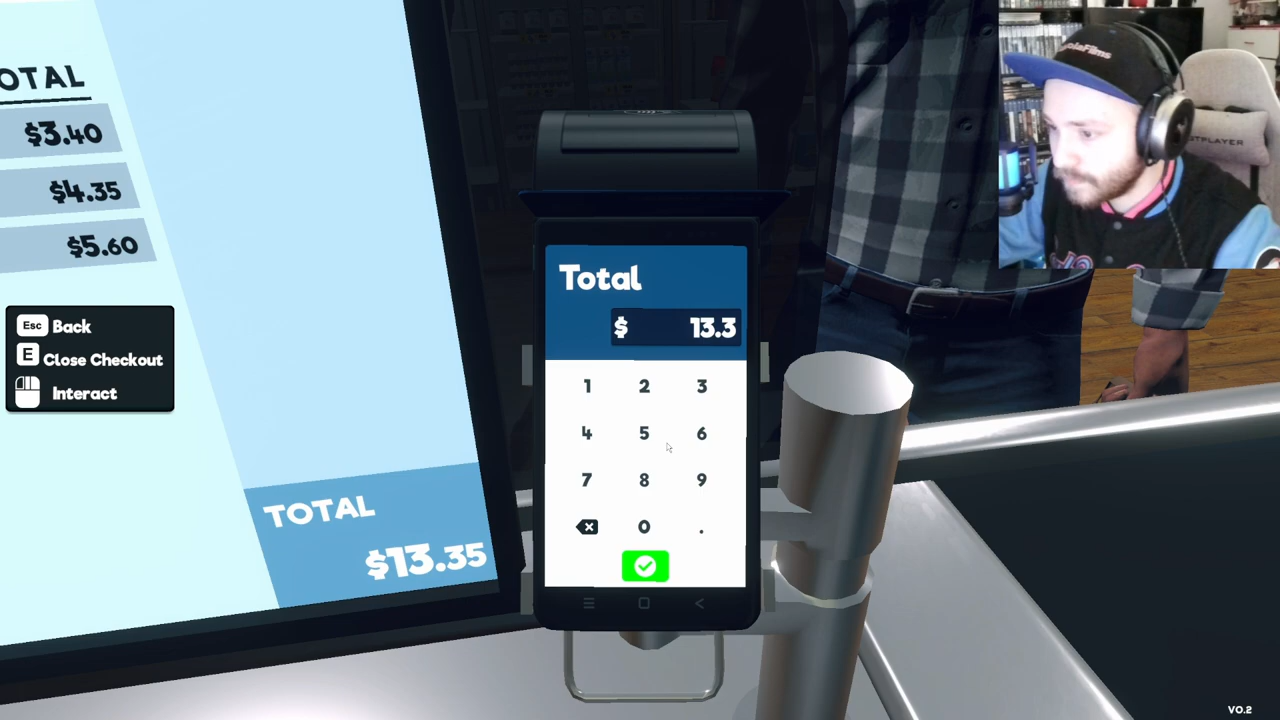 OTAL
$3.40
$4.35
$5.60
Esc Back
E Close Checkout
Interact
TOTAL
$13.35
Total
$ 13.3
1 2 3
4 5 6
7 8 9
0 .
V0.2